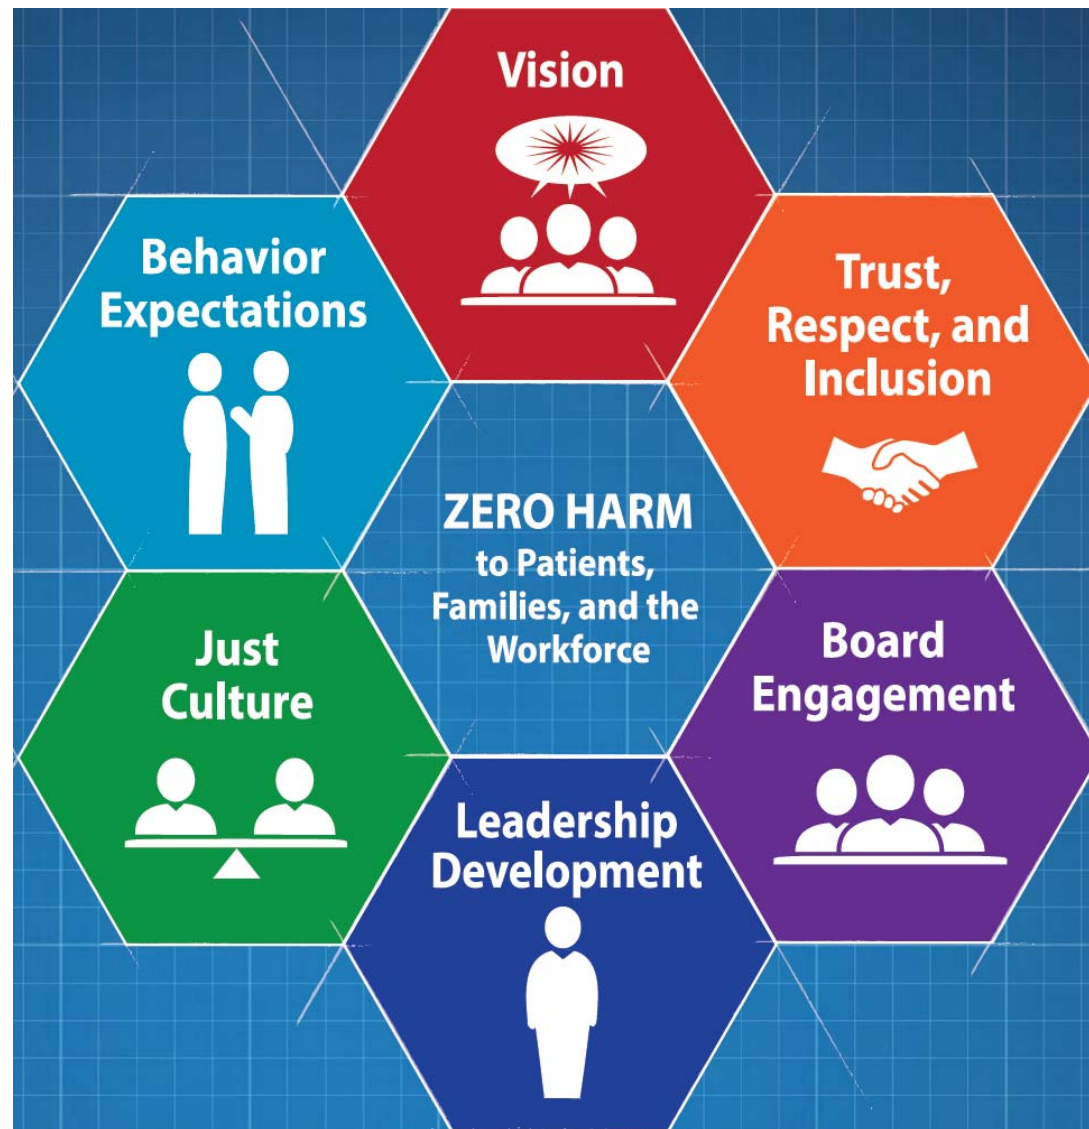 Vision
Trust,
Respect, and
Inclusion
Board
Engagement
Leadership
Development
Just
Culture
Behavior
Expectations
ZERO HARM
to Patients,
Families, and the
Workforce